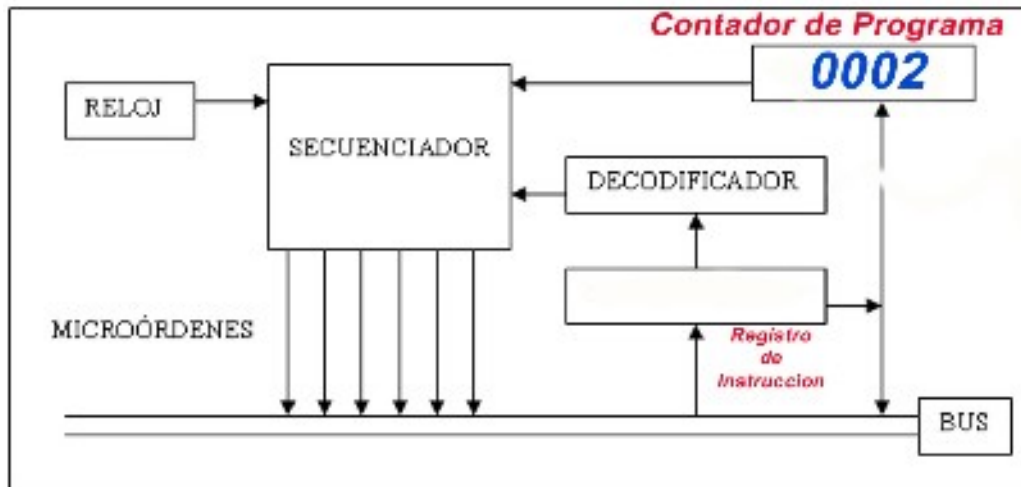 Contador de Programa
0002
RELOJ
SECUENCIADOR
DECODIFICADOR
MICROÓRDENES
Registro
de
Instruccion
BUS